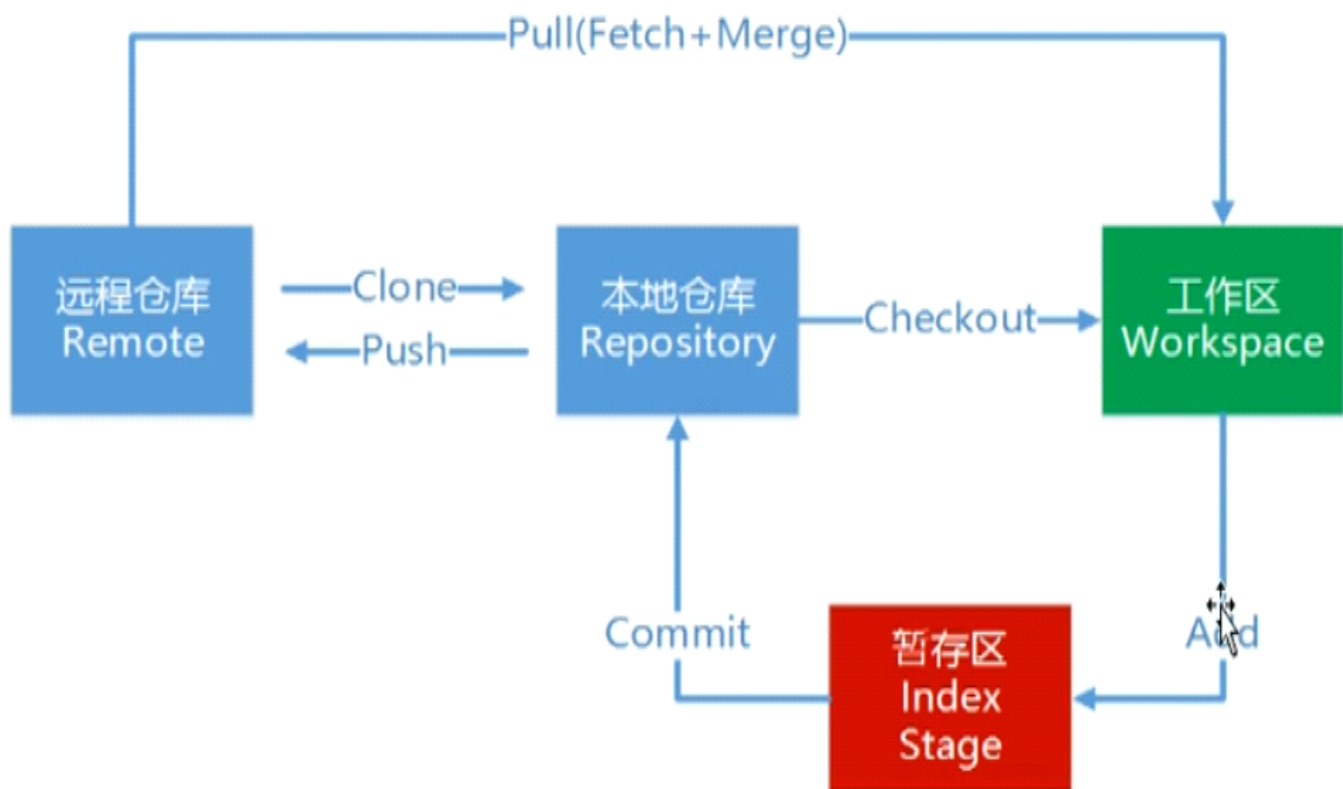 Pull(Fetch+Merge)
远程仓库
Remote
Clone
Push
本地仓库
Repository
Checkout
工作区
Workspace
Commit
暂存区
Index
Stage
Add